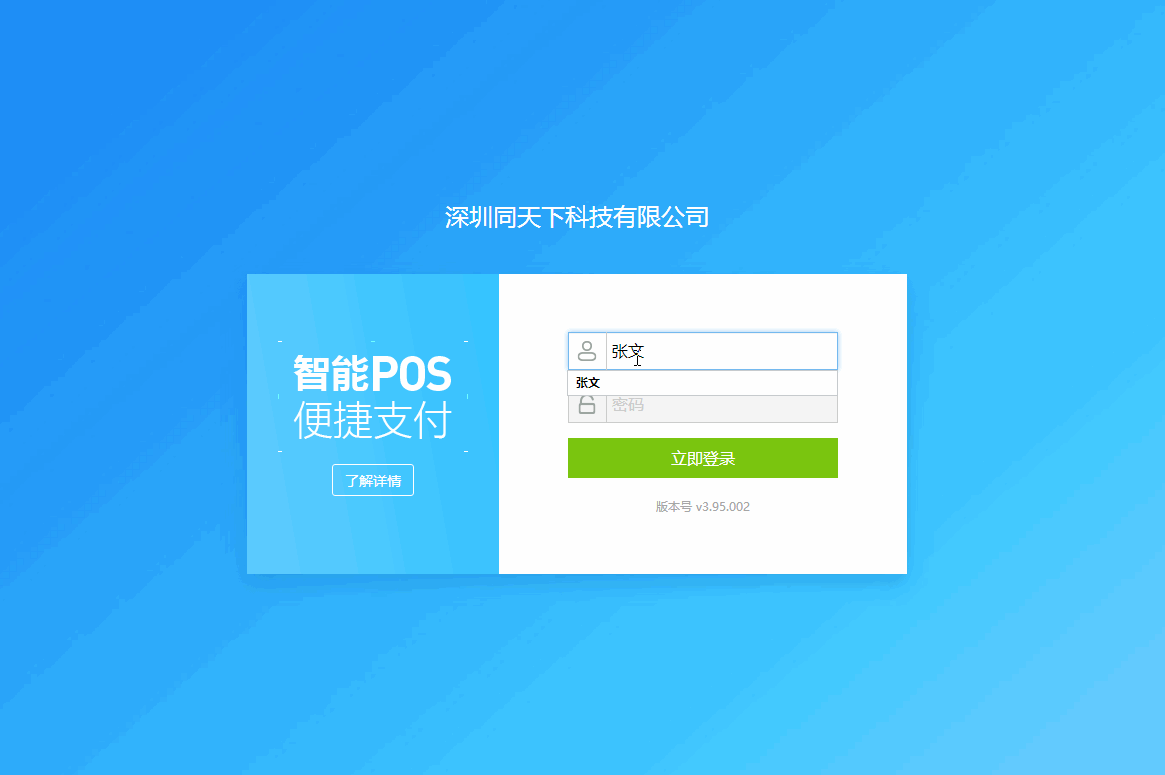 深圳同天下科技有限公司
智能POS
便捷支付
了解详情
张文
张文
密码
立即登录
版本号 v3.95.002